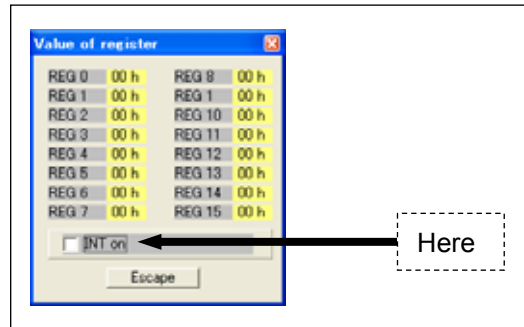 Value of register
REG 0 00 h REG 8 00 h
REG 1 00 h REG 1 00 h
REG 2 00 h REG 10 00 h
REG 3 00 h REG 11 00 h
REG 4 00 h REG 12 00 h
REG 5 00 h REG 13 00 h
REG 6 00 h REG 14 00 h
REG 7 00 h REG 15 00 h
INT on
Here
Escape